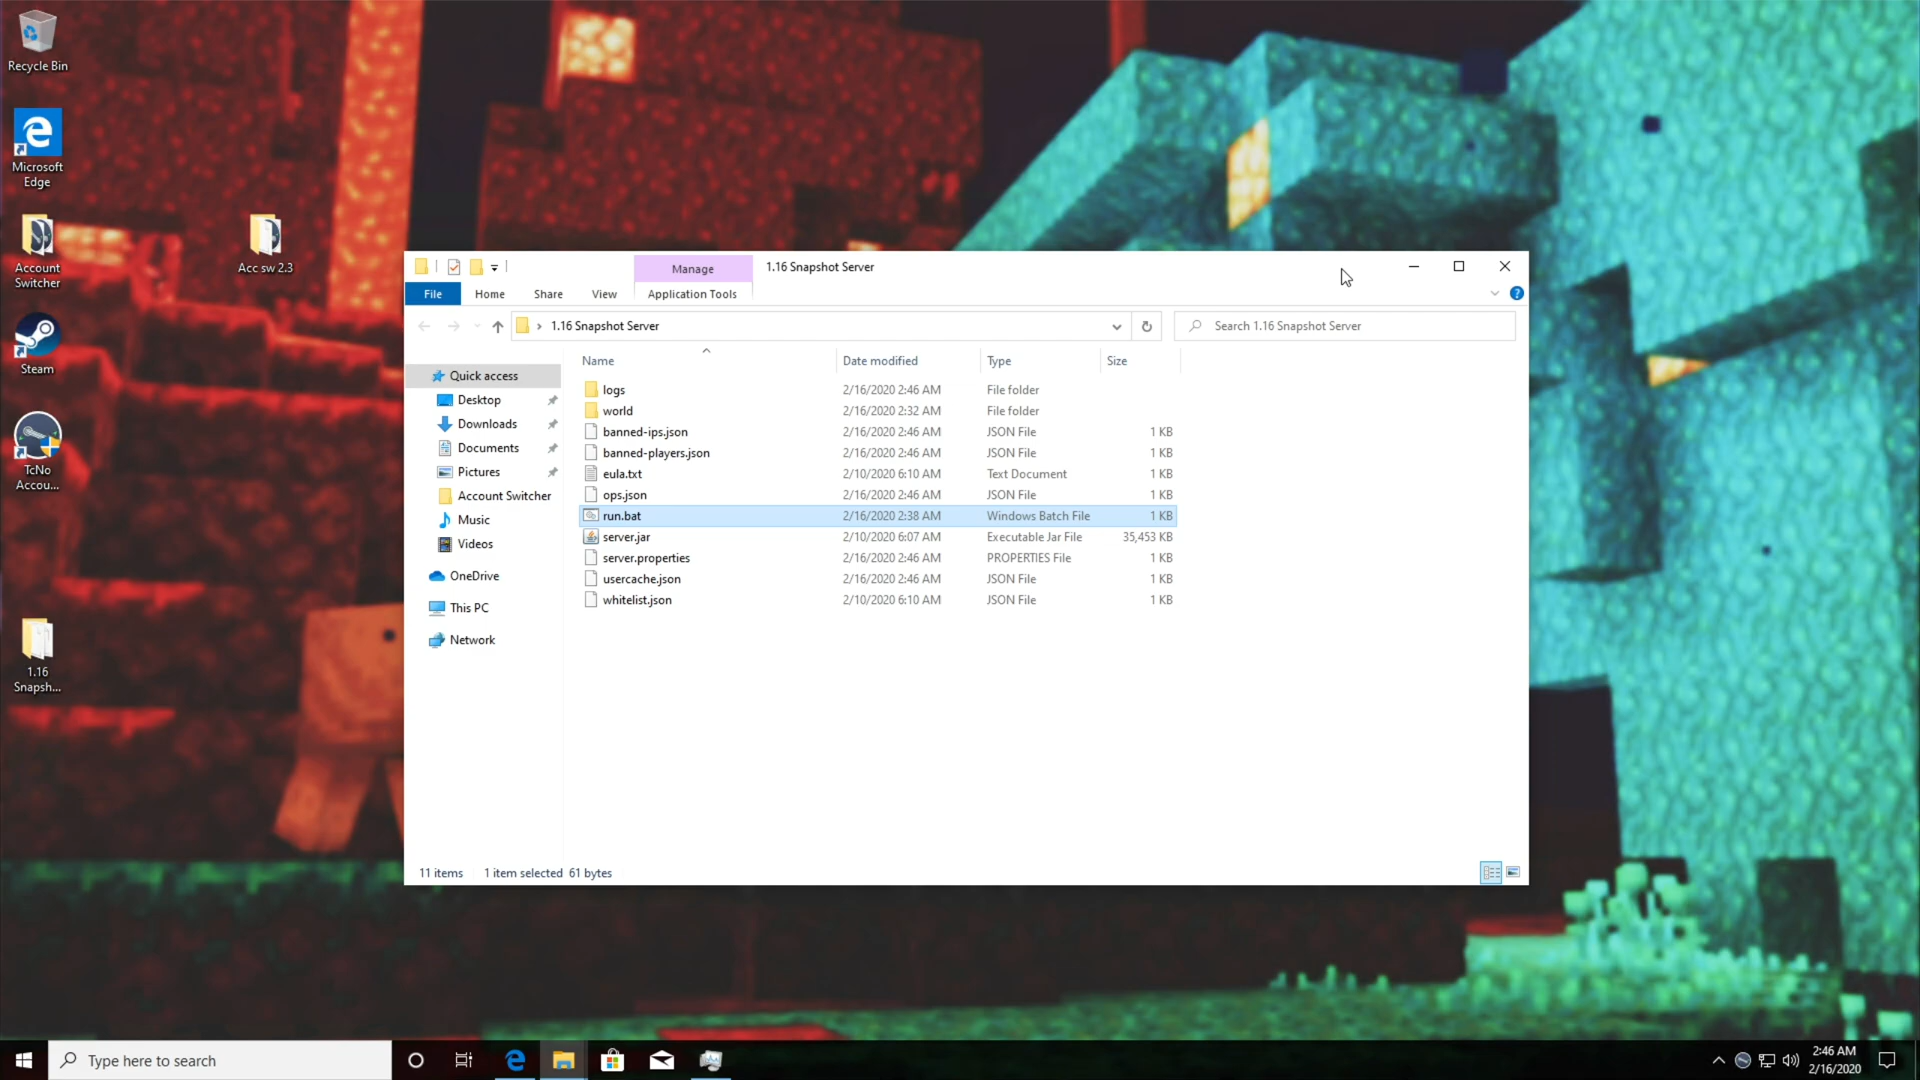 Recycle Bin
Microsoft
Edge
Account
Switcher
Acc sw 2.3
Steam
TcNo
Accou...
1.16
Snapsh...
Manage
1.16 Snapshot Server
File
Home
Share
View
Application Tools
1.16 Snapshot Server
Search 1.16 Snapshot Server
Quick access
Desktop
Downloads
Documents
Pictures
Account Switcher
Music
Videos
OneDrive
This PC
Network
Name Date modified Type Size
logs 2/16/2020 2:46 AM File folder
world 2/16/2020 2:32 AM File folder
banned-ips.json 2/16/2020 2:46 AM JSON File 1 KB
banned-players.json 2/16/2020 2:46 AM JSON File 1 KB
eula.txt 2/10/2020 6:10 AM Text Document 1 KB
ops.json 2/16/2020 2:46 AM JSON File 1 KB
run.bat 2/16/2020 2:38 AM Windows Batch File 1 KB
server.jar 2/10/2020 6:07 AM Executable Jar File 35,453 KB
server.properties 2/16/2020 2:46 AM PROPERTIES File 1 KB
usercache.json 2/16/2020 2:46 AM JSON File 1 KB
whitelist.json 2/10/2020 6:10 AM JSON File 1 KB
11 items 1 item selected 61 bytes
Type here to search
2:46 AM
2/16/2020